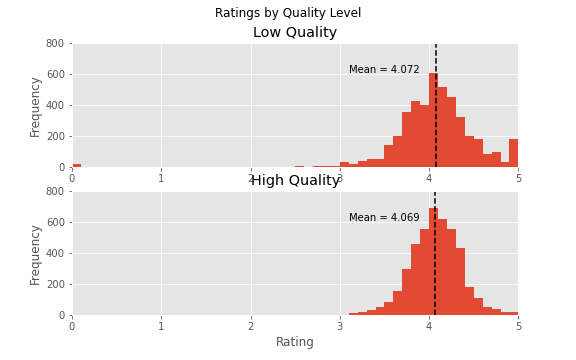 Ratings by Quality Level
Low Quality
800
600
400
200
0
Frequency
Mean = 4.072
0 1 2 3 4 5
High Quality
800
600
400
200
0
Frequency
Mean = 4.069
0 1 2 3 4 5
Rating